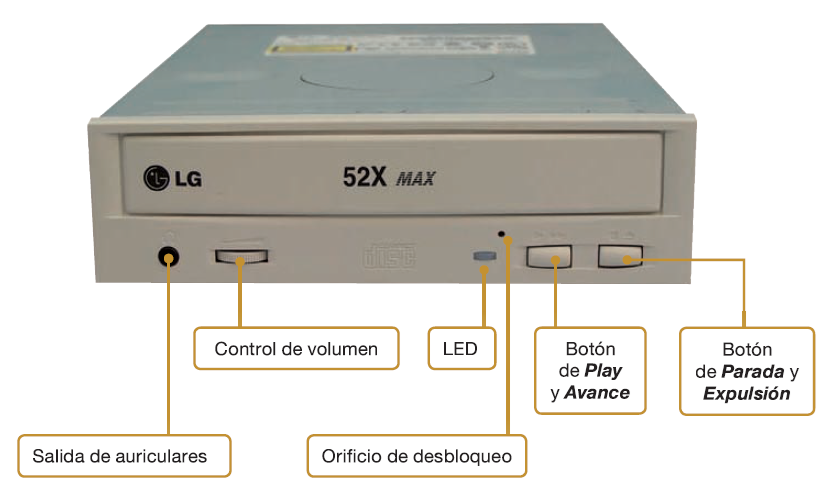 LG
52X MAX
disc
Control de volumen
LED
Botón
de Play
y Avance
Botón
de Parada y
Expulsión
Salida de auriculares
Orificio de desbloqueo